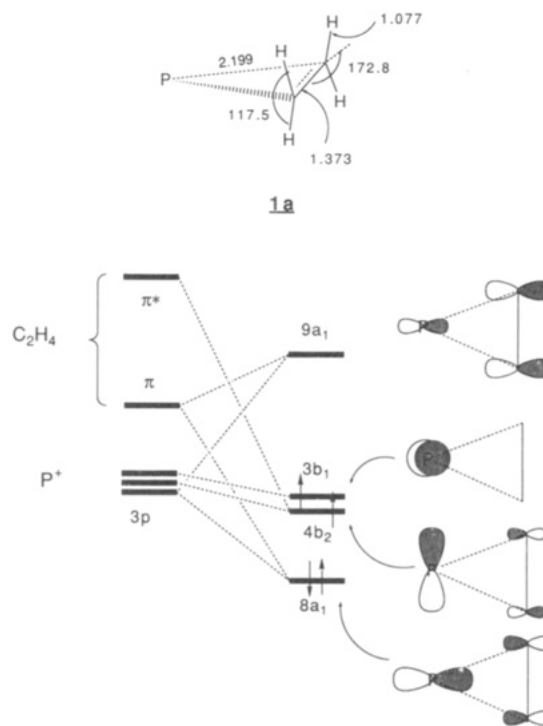 H
1.077
H
2.199
172.8
P
H
117.5
H
1.373
1a
π*
C2H4
9a1
π
P+
3b1
3p
4b2
8a1